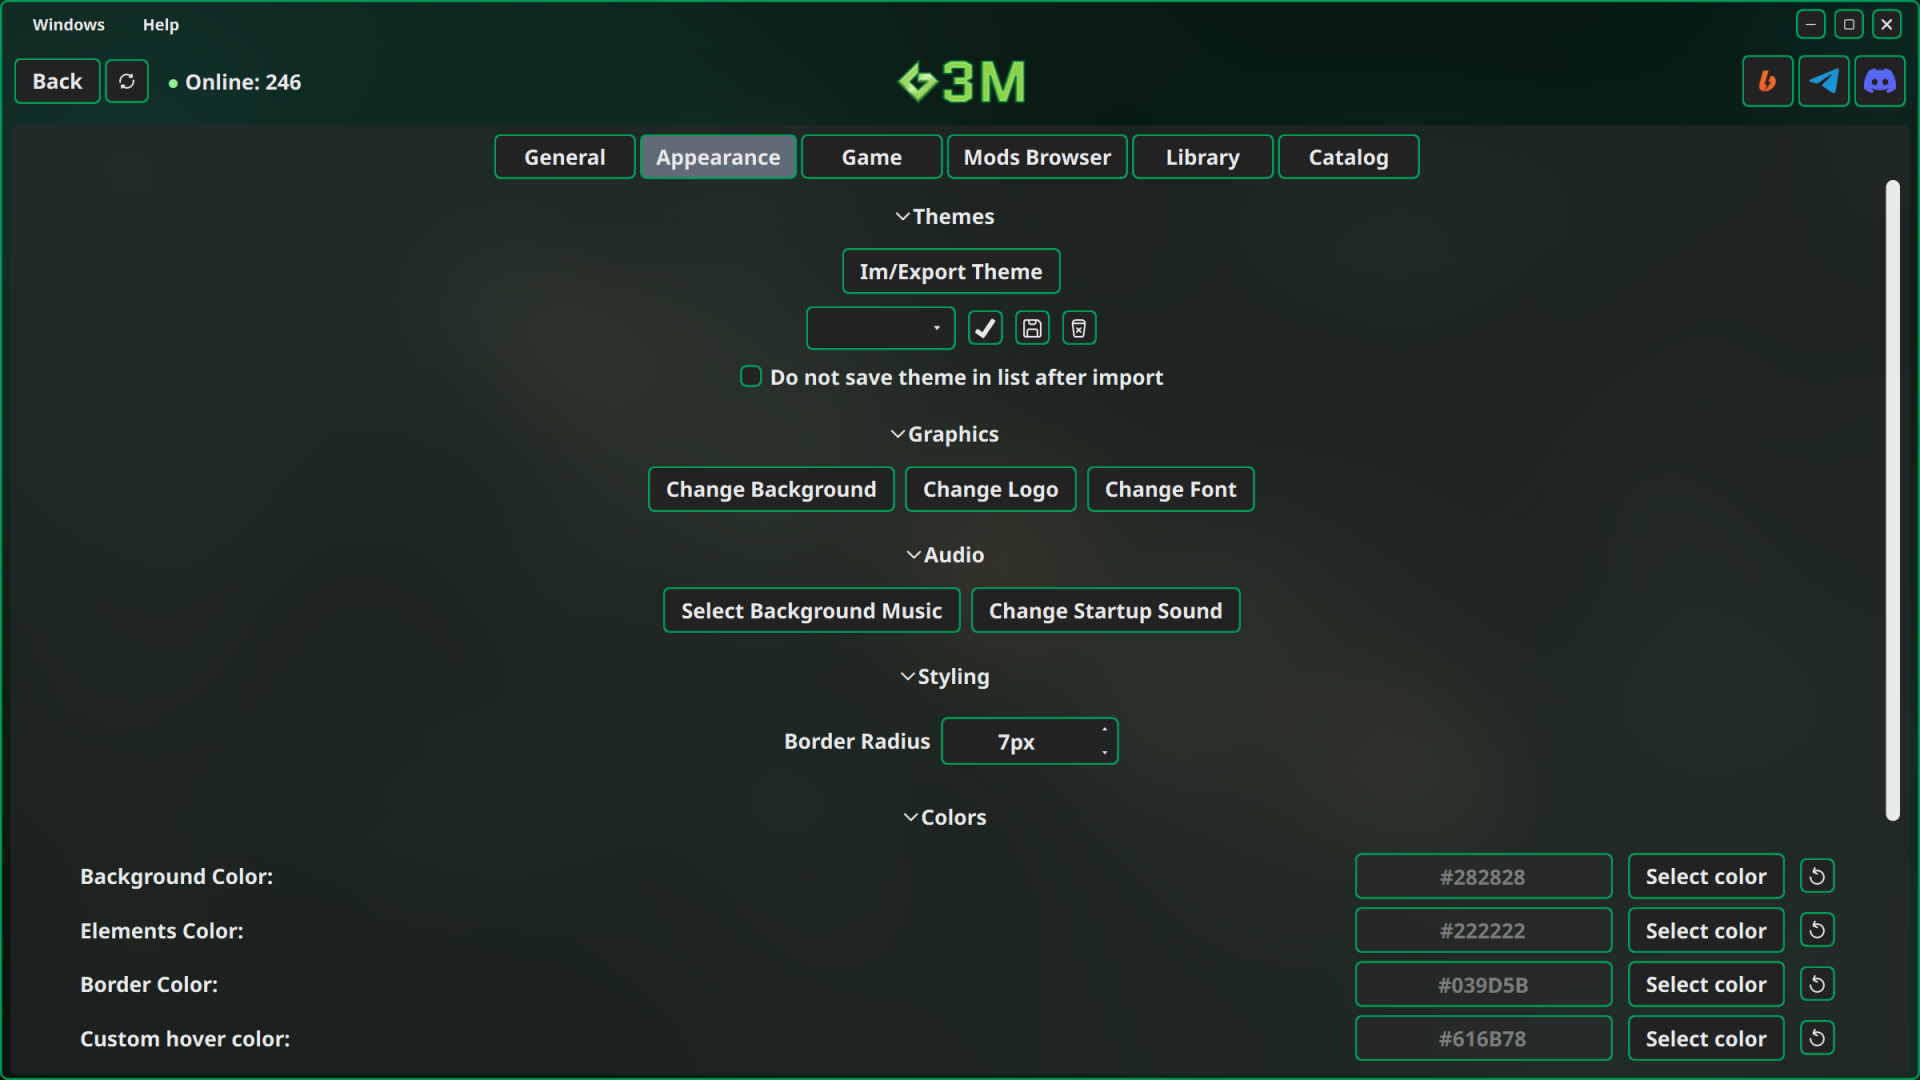 Windows Help
Back Online: 246 3M
General Appearance Game Mods Browser Library Catalog
Themes
Im/Export Theme
Do not save theme in list after import
Graphics
Change Background Change Logo Change Font
Audio
Select Background Music Change Startup Sound
Styling
Border Radius 7px
Colors
Background Color: #282828 Select color
Elements Color: #222222 Select color
Border Color: #039D5B Select color
Custom hover color: #616B78 Select color